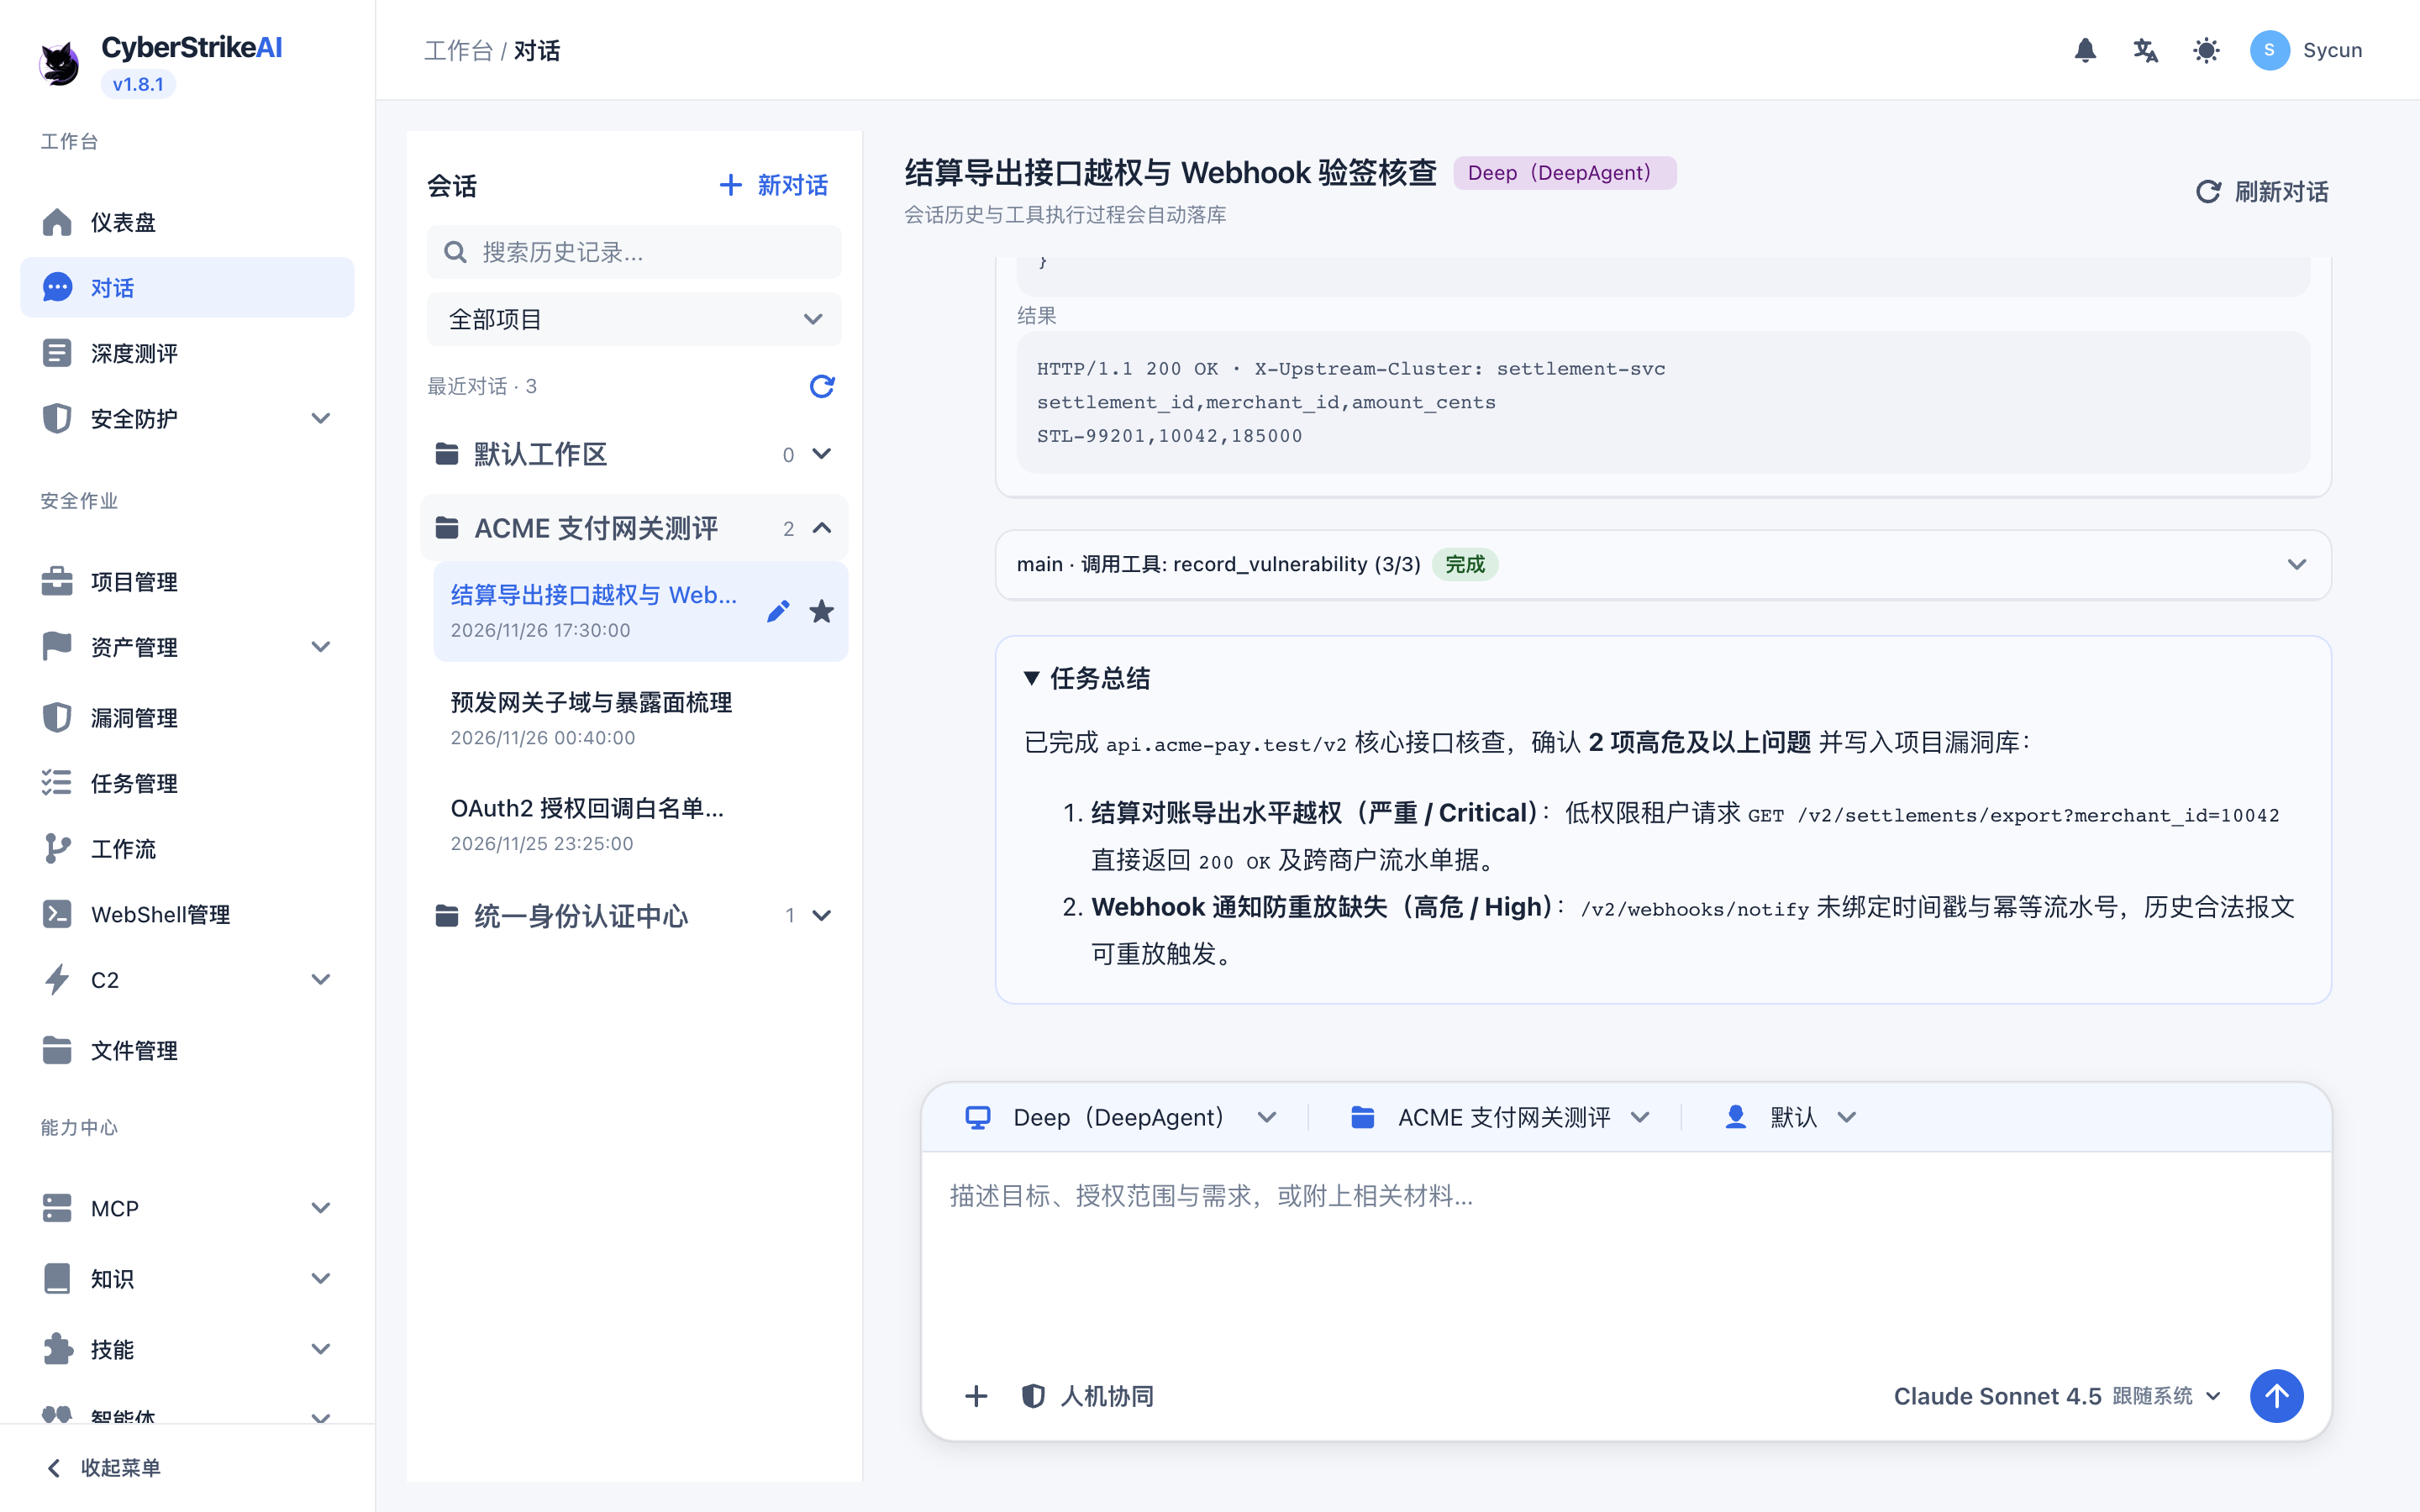 CyberStrikeAI
v1.8.1
工作台
仪表盘
对话
深度测评
安全防护
安全作业
项目管理
资产管理
漏洞管理
任务管理
工作流
WebShell管理
C2
文件管理
能力中心
MCP
知识
技能
智能体
收起菜单
工作台 / 对话
S Sycun
会话
新对话
搜索历史记录...
全部项目
最近对话 · 3
默认工作区 0
ACME 支付网关测评 2
结算导出接口越权与 Web...
2026/11/26 17:30:00
预发网关子域与暴露面梳理
2026/11/26 00:40:00
OAuth2 授权回调白名单...
2026/11/25 23:25:00
统一身份认证中心 1
结算导出接口越权与 Webhook 验签核查 Deep（DeepAgent）
会话历史与工具执行过程会自动落库
刷新对话
}
结果
HTTP/1.1 200 OK · X-Upstream-Cluster: settlement-svc
settlement_id,merchant_id,amount_cents
STL-99201,10042,185000
main · 调用工具: record_vulnerability (3/3) 完成
任务总结
已完成 api.acme-pay.test/v2 核心接口核查，确认 2 项高危及以上问题 并写入项目漏洞库：
1. 结算对账导出水平越权（严重 / Critical）：低权限租户请求 GET /v2/settlements/export?merchant_id=10042
直接返回 200 OK 及跨商户流水单据。
2. Webhook 通知防重放缺失（高危 / High）：/v2/webhooks/notify 未绑定时间戳与幂等流水号，历史合法报文
可重放触发。
Deep（DeepAgent） ACME 支付网关测评 默认
描述目标、授权范围与需求，或附上相关材料...
人机协同
Claude Sonnet 4.5 跟随系统